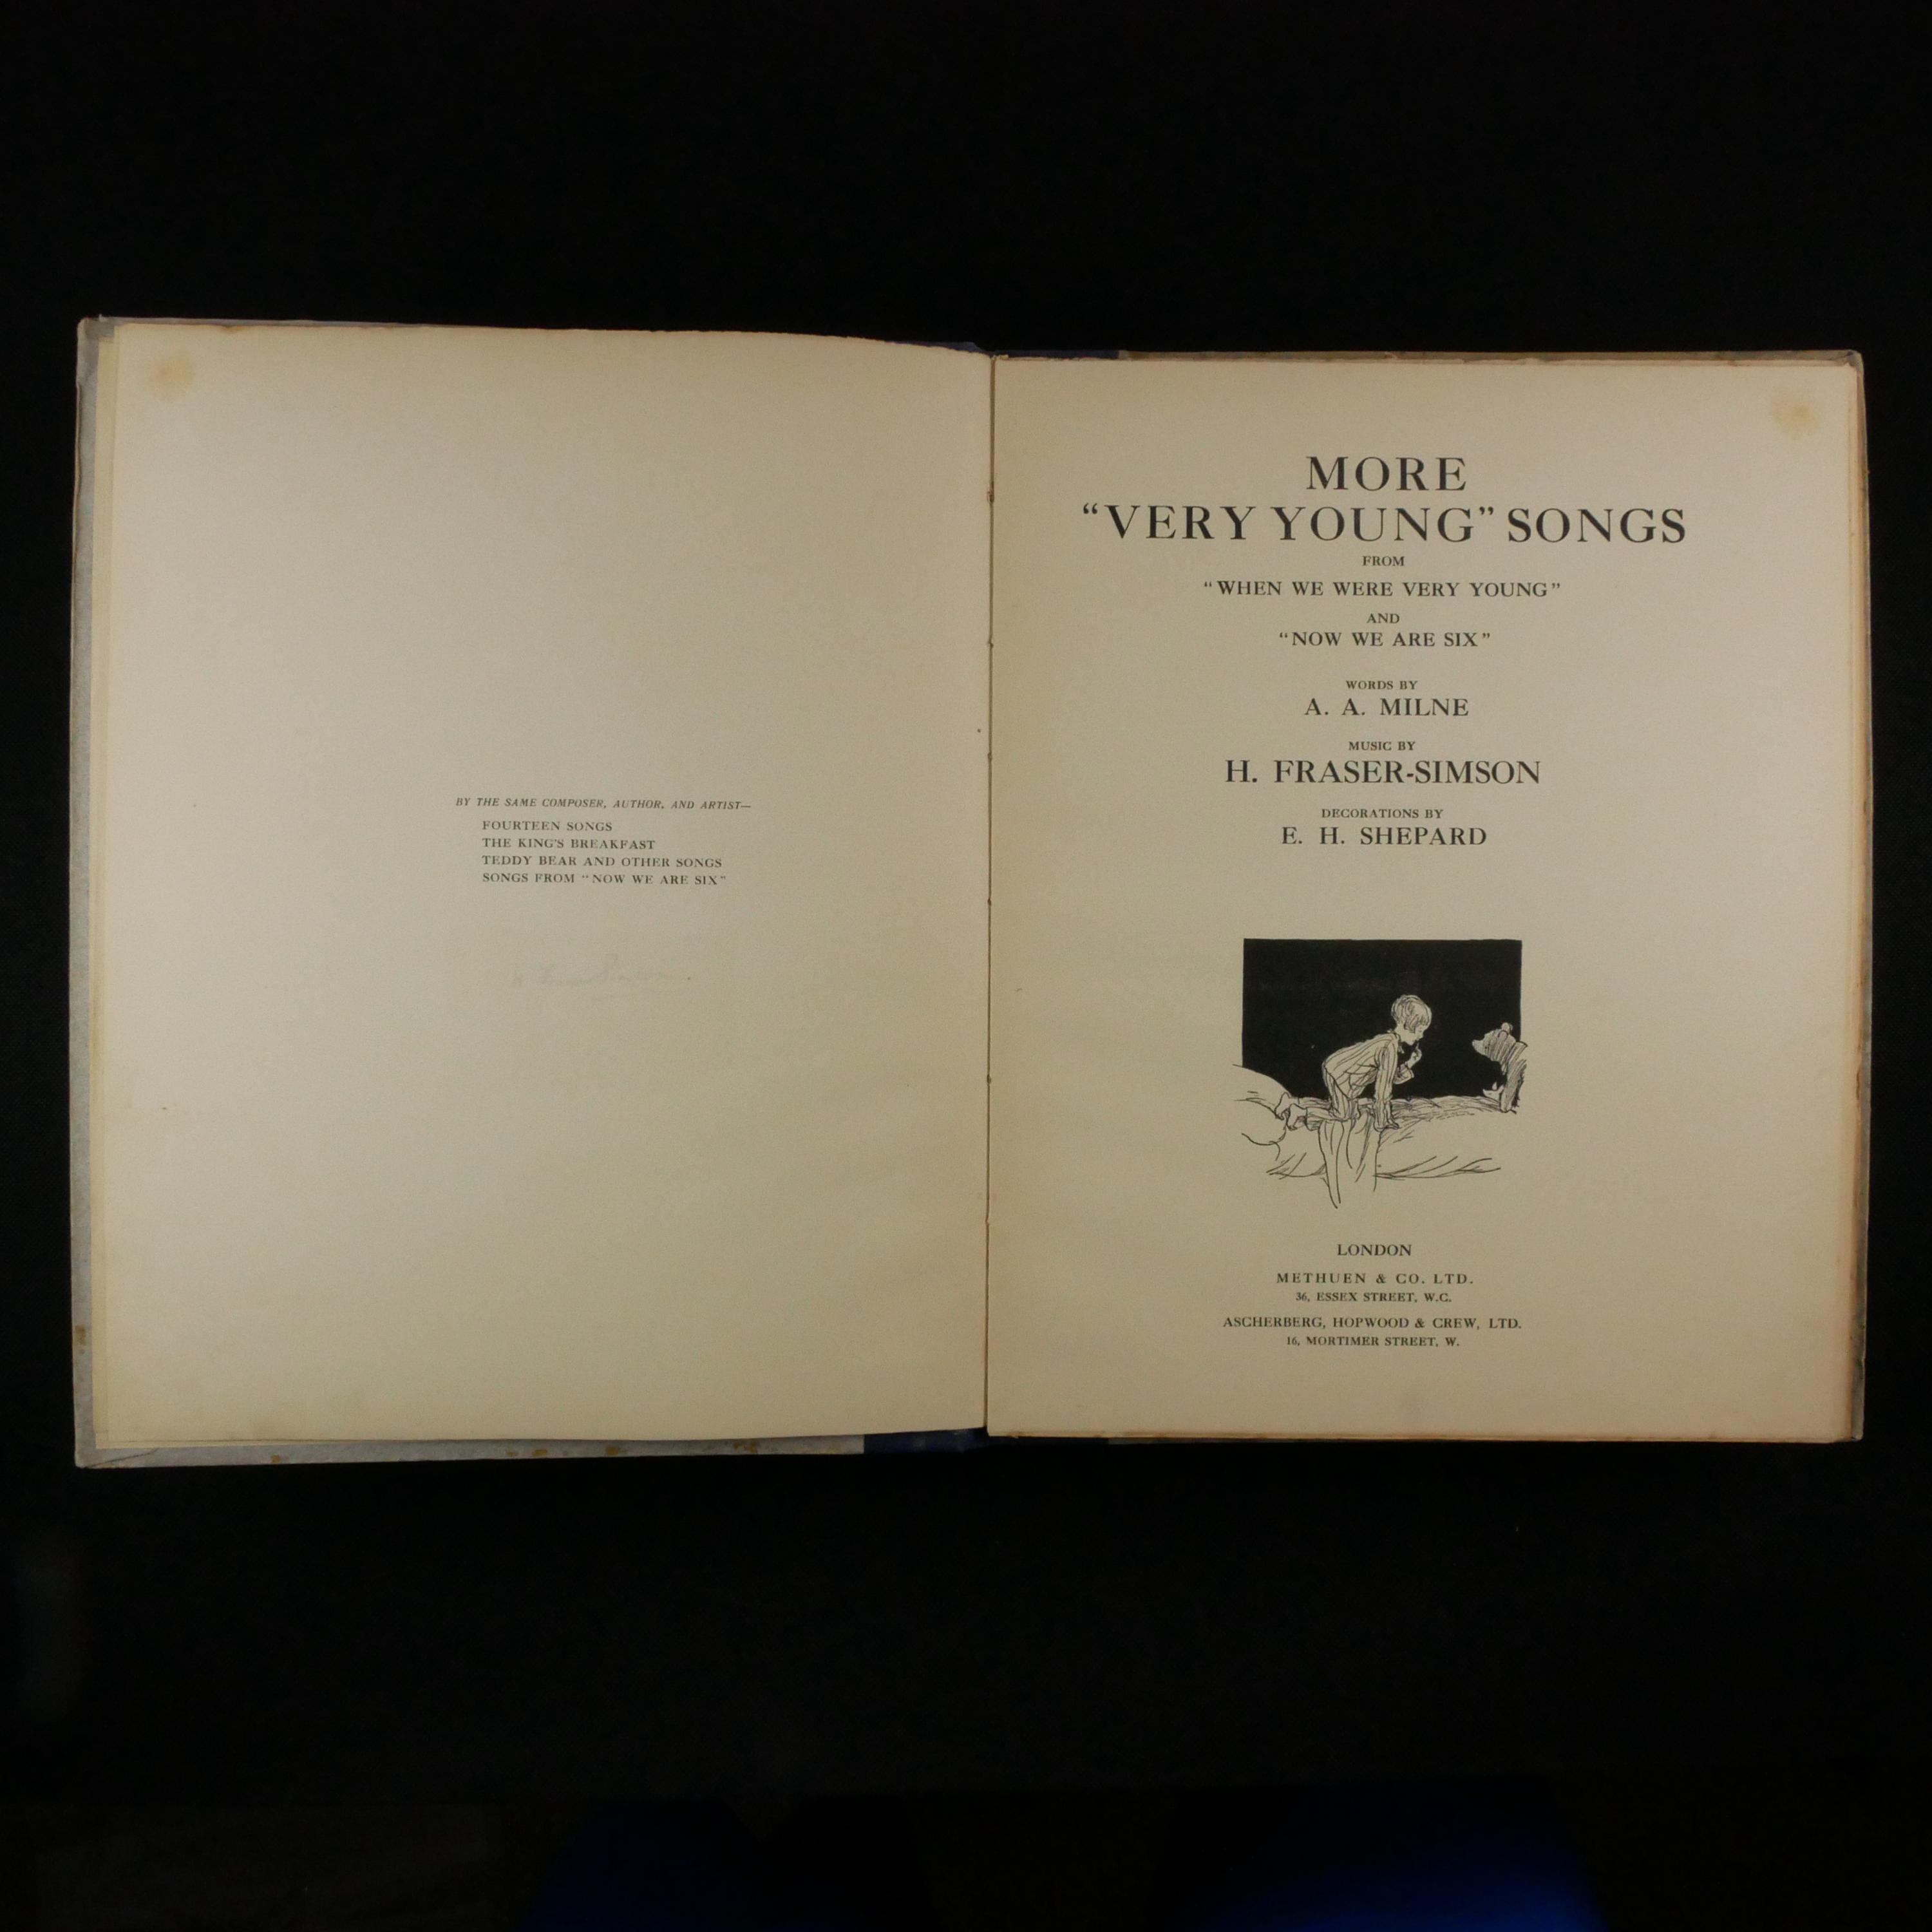 BY THE SAME COMPOSER, AUTHOR, AND ARTIST—
FOURTEEN SONGS
THE KING'S BREAKFAST
TEDDY BEAR AND OTHER SONGS
SONGS FROM "NOW WE ARE SIX"
MORE
"VERY YOUNG" SONGS
FROM
"WHEN WE WERE VERY YOUNG"
AND
"NOW WE ARE SIX"
WORDS BY
A. A. MILNE
MUSIC BY
H. FRASER-SIMSON
DECORATIONS BY
E. H. SHEPARD
LONDON
METHUEN & CO. LTD.
36, ESSEX STREET, W.C.
ASCHERBERG, HOPWOOD & CREW, LTD.
16, MORTIMER STREET, W.